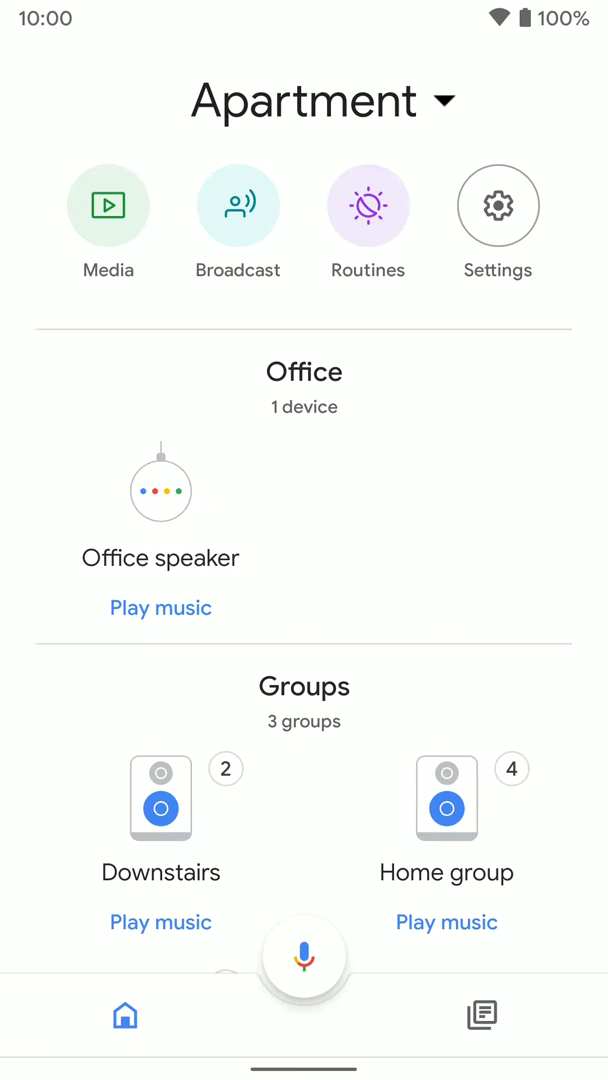 10:00 100%
Apartment
Media Broadcast Routines Settings
Office
1 device
Office speaker
Play music
Groups
3 groups
2 4
Downstairs Home group
Play music Play music